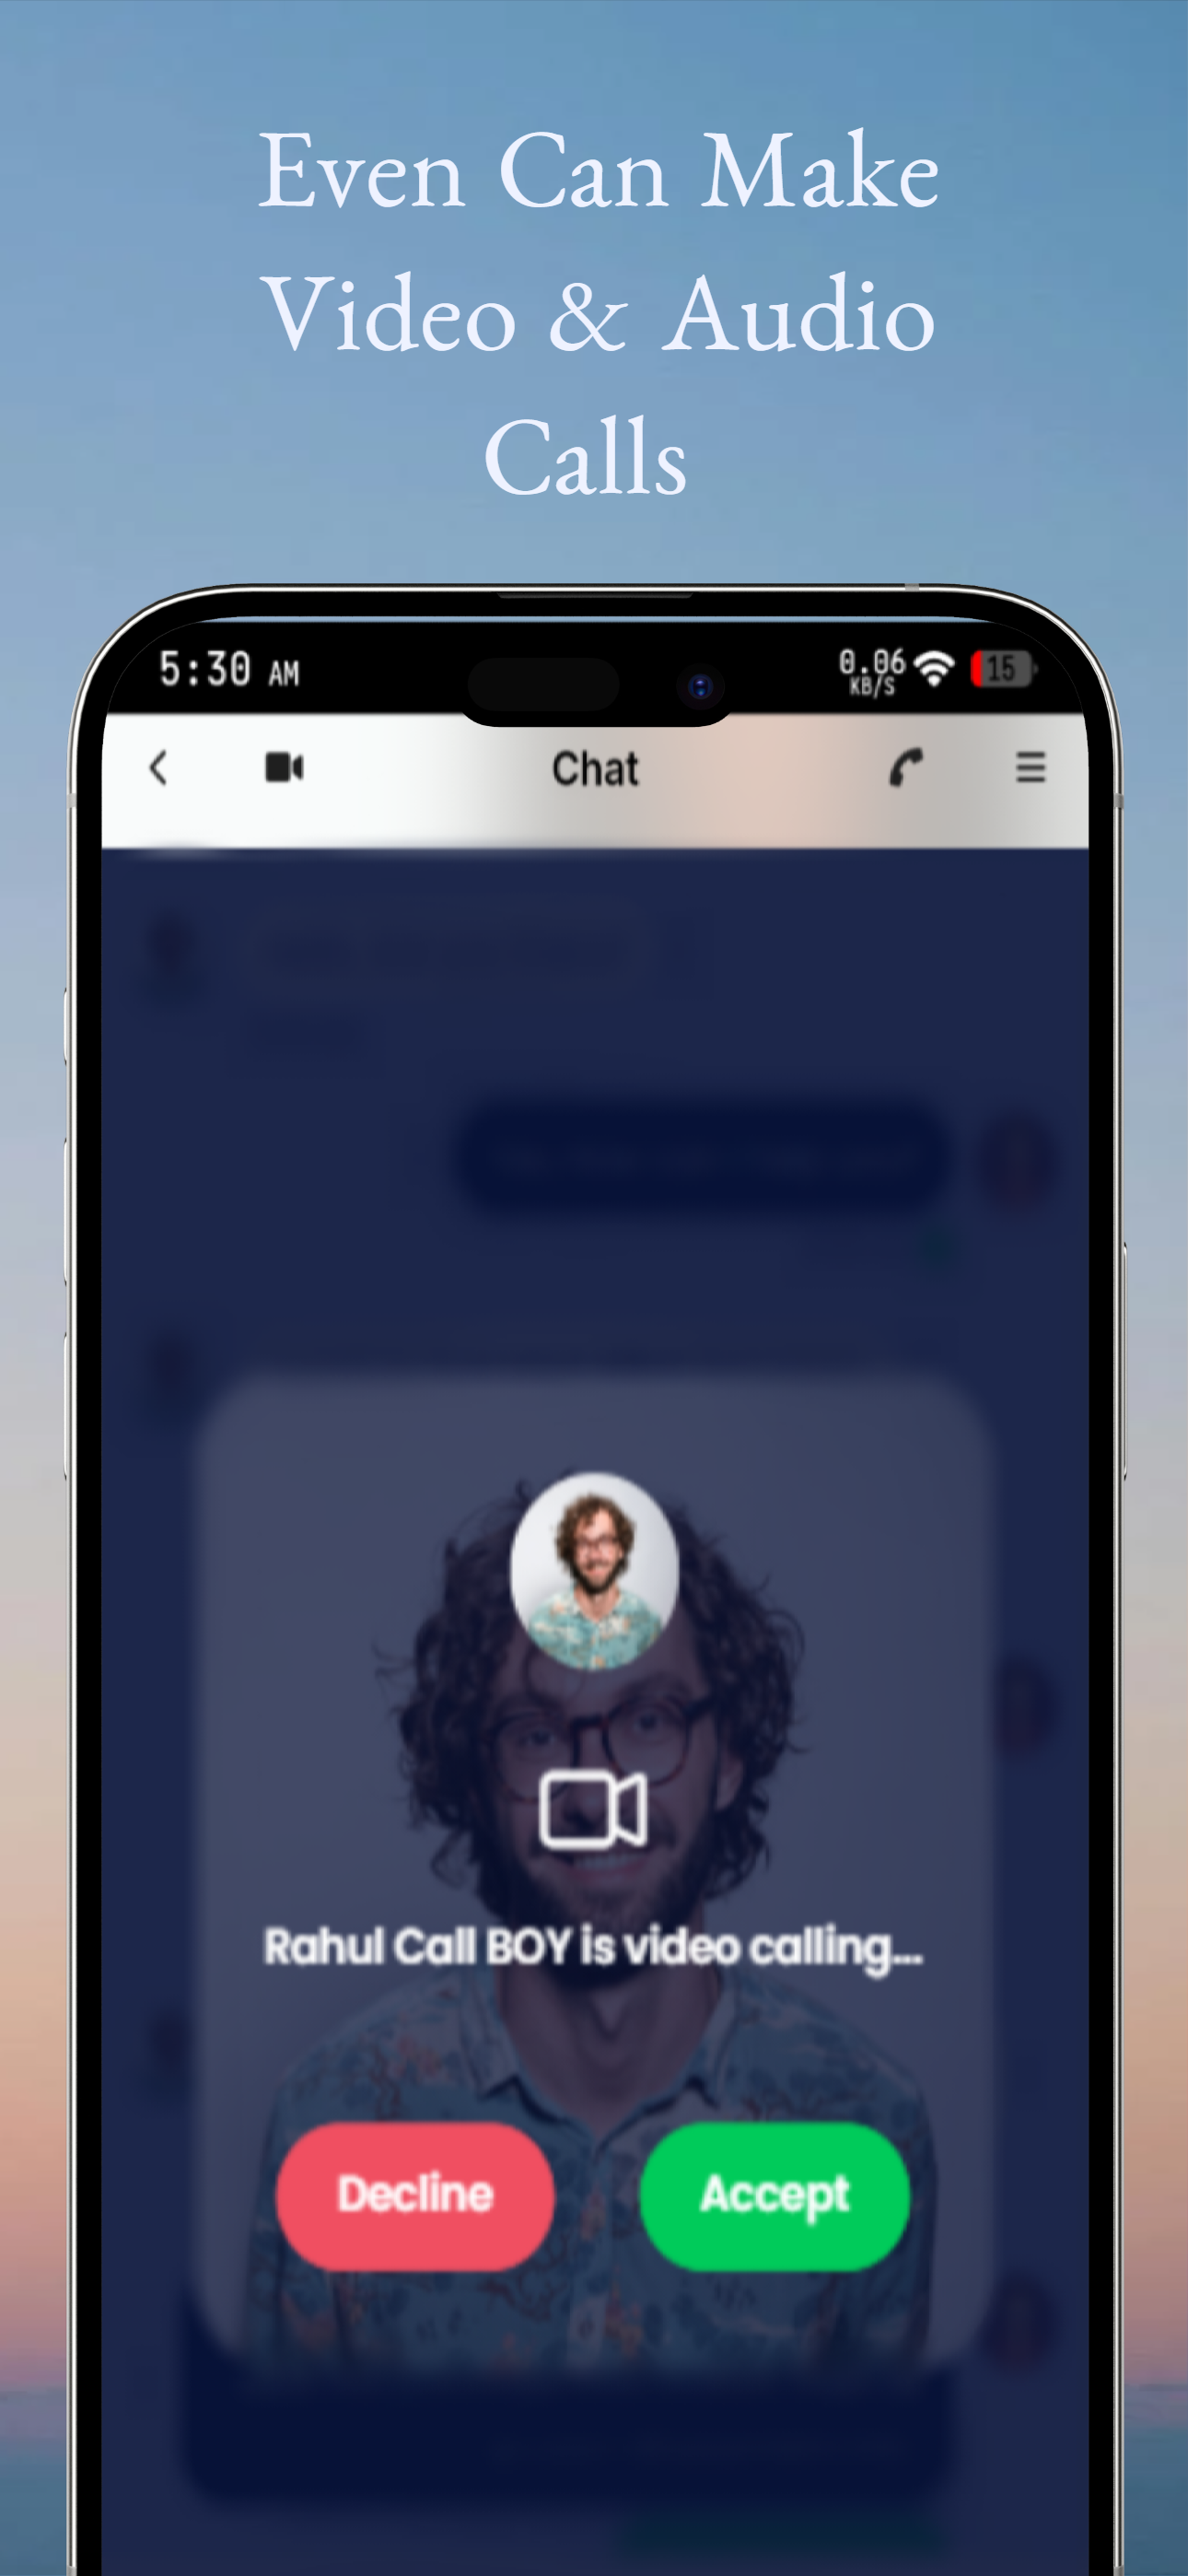 Even Can Make
Video & Audio
Calls
5:30 AM
0.06
KB/S
15
Chat
Rahul Call BOY is video calling...
Decline
Accept